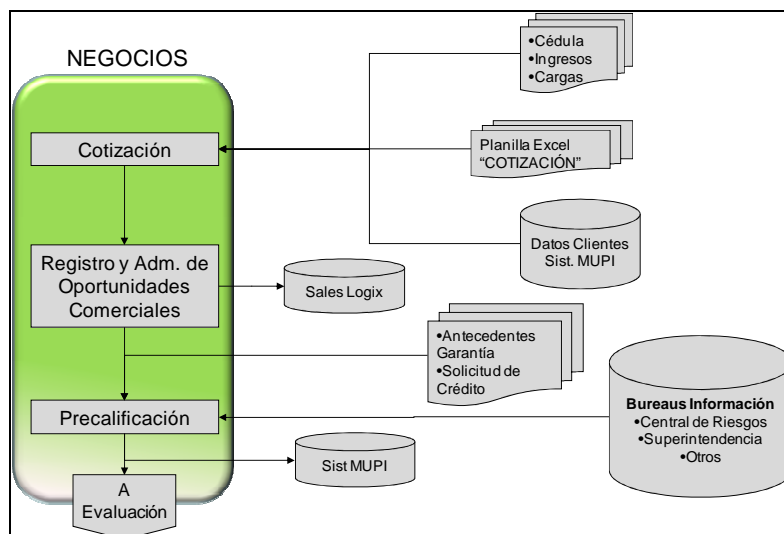 NEGOCIOS
•Cédula
•Ingresos
•Cargas
Cotización
Planilla Excel
“COTIZACIÓN”
Datos Clientes
Sist. MUPI
Registro y Adm. de
Oportunidades
Comerciales
Sales Logix
•Antecedentes
Garantía
•Solicitud de
Crédito
Precalificación
Bureaus Información
•Central de Riesgos
•Superintendencia
•Otros
Sist MUPI
A
Evaluación